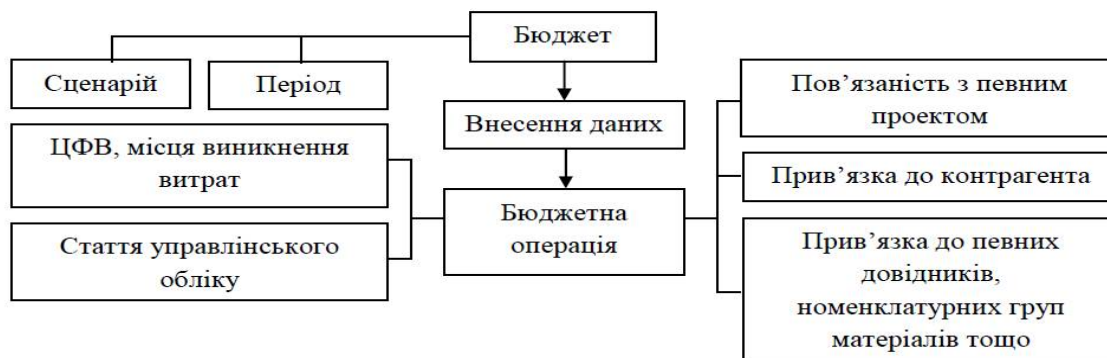 Бюджет
Сценарій
Період
Внесення даних
ЦФВ, місця виникнення
витрат
Стаття управлінського
обліку
Бюджетна
операція
Пов’язаність з певним
проектом
Прив’язка до контрагента
Прив’язка до певних
довідників,
номенклатурних груп
матеріалів тощо